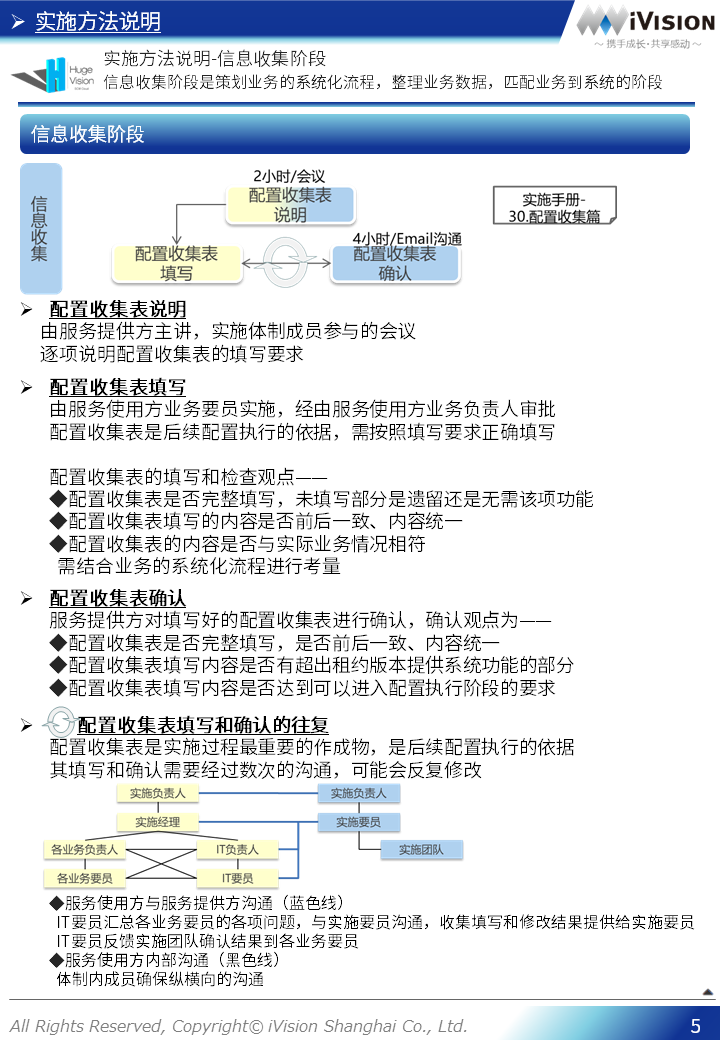 ➢ 实施方法说明
iVISION
～ 携手成长·共享感动 ～
Huge
Vision
实施方法说明-信息收集阶段
信息收集阶段是策划业务的系统化流程，整理业务数据，匹配业务到系统的阶段
信息收集阶段
信息收集
2小时/会议
配置收集表
说明
实施手册-
30.配置收集篇
4小时/Email沟通
配置收集表
填写
配置收集表
确认
➢ 配置收集表说明
由服务提供方主讲，实施体制成员参与的会议
逐项说明配置收集表的填写要求
➢ 配置收集表填写
由服务使用方业务要员实施，经由服务使用方业务负责人审批
配置收集表是后续配置执行的依据，需按照填写要求正确填写
配置收集表的填写和检查观点——
◆配置收集表是否完整填写，未填写部分是遗留还是无需该项功能
◆配置收集表填写的内容是否前后一致、内容统一
◆配置收集表的内容是否与实际业务情况相符
需结合业务的系统化流程进行考量
➢ 配置收集表确认
服务提供方对填写好的配置收集表进行确认，确认观点为——
◆配置收集表是否完整填写，是否前后一致、内容统一
◆配置收集表填写内容是否有超出租约版本提供系统功能的部分
◆配置收集表填写内容是否达到可以进入配置执行阶段的要求
➢ 配置收集表填写和确认的往复
配置收集表是实施过程最重要的作成物，是后续配置执行的依据
其填写和确认需要经过数次的沟通，可能会反复修改
实施负责人 实施负责人
实施经理 实施要员
各业务负责人 IT负责人 实施团队
各业务要员 IT要员
◆服务使用方与服务提供方沟通（蓝色线）
IT要员汇总各业务要员的各项问题，与实施要员沟通，收集填写和修改结果提供给实施要员
IT要员反馈实施团队确认结果到各业务要员
◆服务使用方内部沟通（黑色线）
体制内成员确保纵横向的沟通
All Rights Reserved, Copyright© iVision Shanghai Co., Ltd.
5